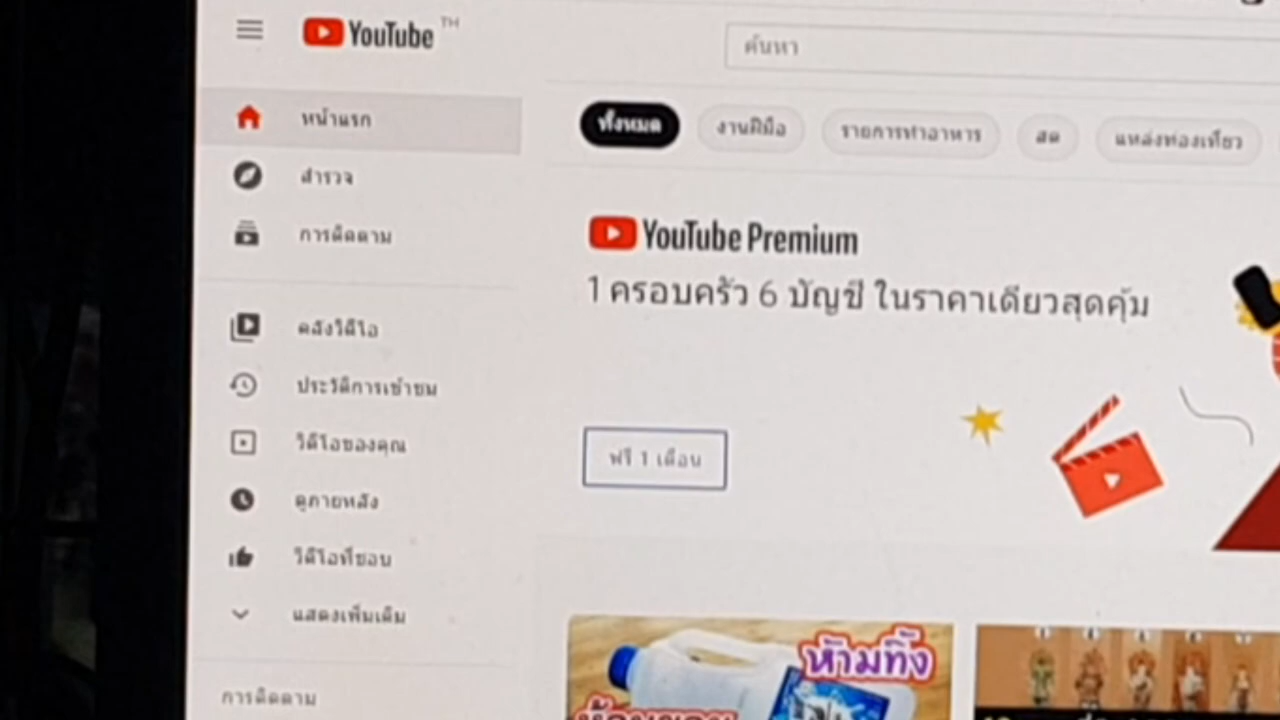 YouTube TH
ค้นหา
หน้าแรก
สำรวจ
การติดตาม
คลังวิดีโอ
ประวัติการเข้าชม
วิดีโอของคุณ
ดูภายหลัง
วิดีโอที่ชอบ
แสดงเพิ่มเติม
การติดตาม
ทั้งหมด
งานฝีมือ
รายการทำอาหาร
สด
แหล่งท่องเที่ยว
YouTube Premium
1 ครอบครัว 6 บัญชี ในราคาเดียวสุดคุ้ม
ฟรี 1 เดือน
ห้ามทิ้ง